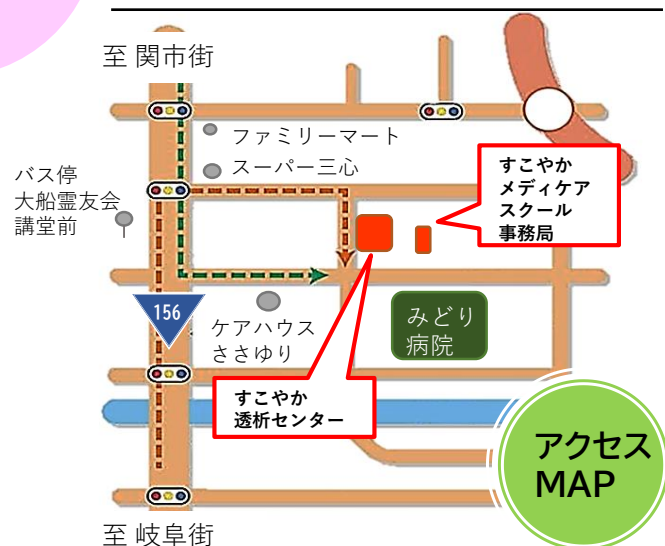 至 関市街
ファミリーマート
スーパー三心
バス停
大船霊友会
講堂前
すこやか
メディケア
スクール
事務局
156
ケアハウス
ささゆり
みどり
病院
すこやか
透析センター
アクセス
MAP
至 岐阜街